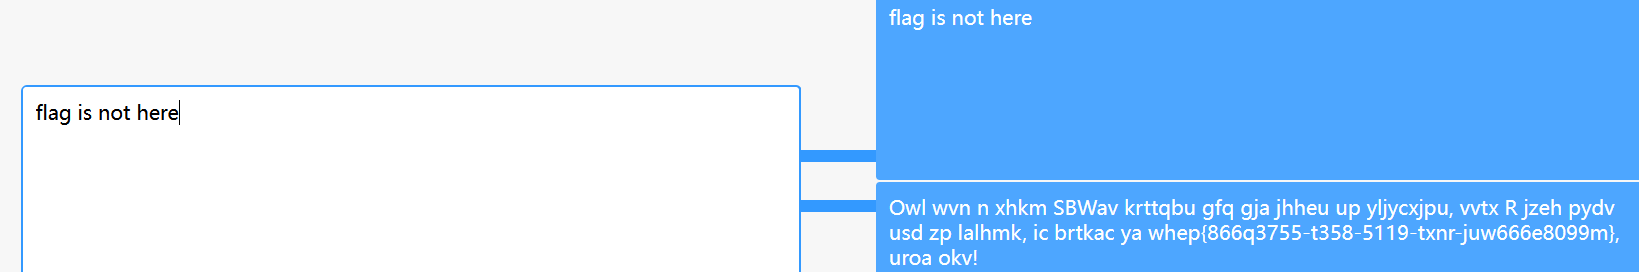 flag is not here
flag is not here
Owl wvn n xhkm SBWav krttqbu gfq gja jhheu up yljycxjpu, vvtx R jzeh pydv
usd zp lalhmk, ic brtkac ya whep{866q3755-t358-5119-txnr-juw666e8099m},
uroa okv!